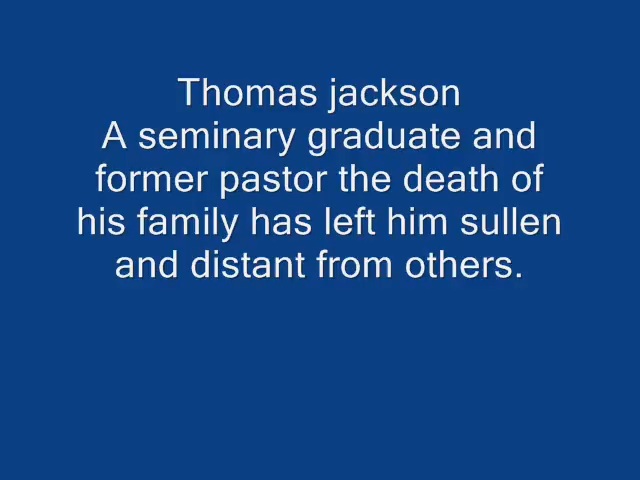 Thomas jackson
A seminary graduate and
former pastor the death of
his family has left him sullen
and distant from others.